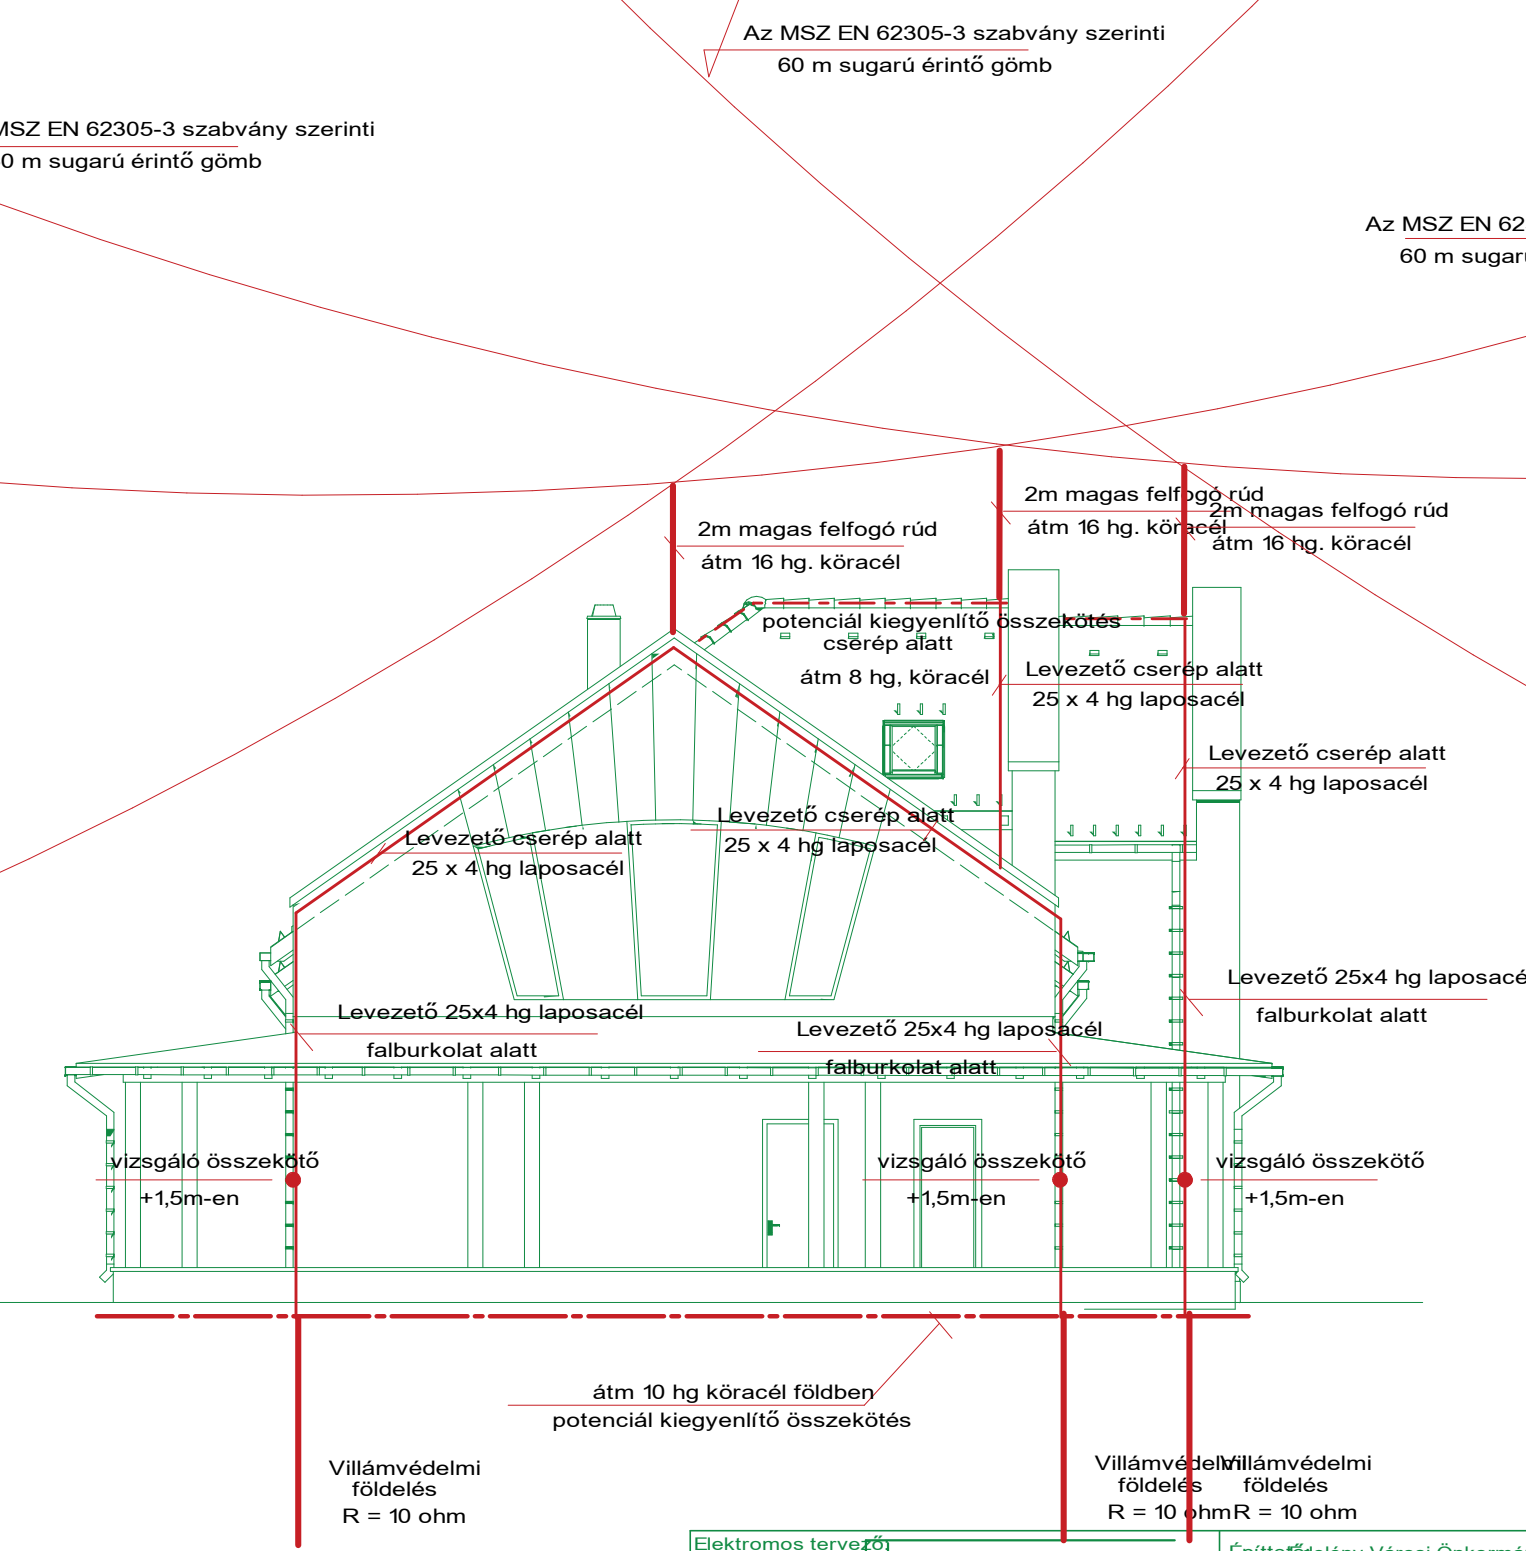 Az MSZ EN 62305-3 szabvány szerinti
60 m sugarú érintő gömb
MSZ EN 62305-3 szabvány szerinti
0 m sugarú érintő gömb
Az MSZ EN 62
60 m sugarú
2m magas felfogó rúd
átm 16 hg. köracél
2m magas felfogó rúd
átm 16 hg. köracél
2m magas felfogó rúd
átm 16 hg. köracél
potenciál kiegyenlítő összekötés
cserép alatt
átm 8 hg, köracél
Levezető cserép alatt
25 x 4 hg laposacél
Levezető cserép alatt
25 x 4 hg laposacél
Levezető cserép alatt
25 x 4 hg laposacél
Levezető cserép alatt
25 x 4 hg laposacél
Levezető 25x4 hg laposacé
falburkolat alatt
Levezető 25x4 hg laposacél
falburkolat alatt
Levezető 25x4 hg laposacél
falburkolat alatt
vizsgáló összekötő
+1,5m-en
vizsgáló összekötő
+1,5m-en
vizsgáló összekötő
+1,5m-en
átm 10 hg köracél földben
potenciál kiegyenlítő összekötés
Villámvédelmi
földelés
R = 10 ohm
Villámvédelmi
földelés
R = 10 ohm
Villámvédelmi
földelés
R = 10 ohm
Elektromos tervező:
Városi